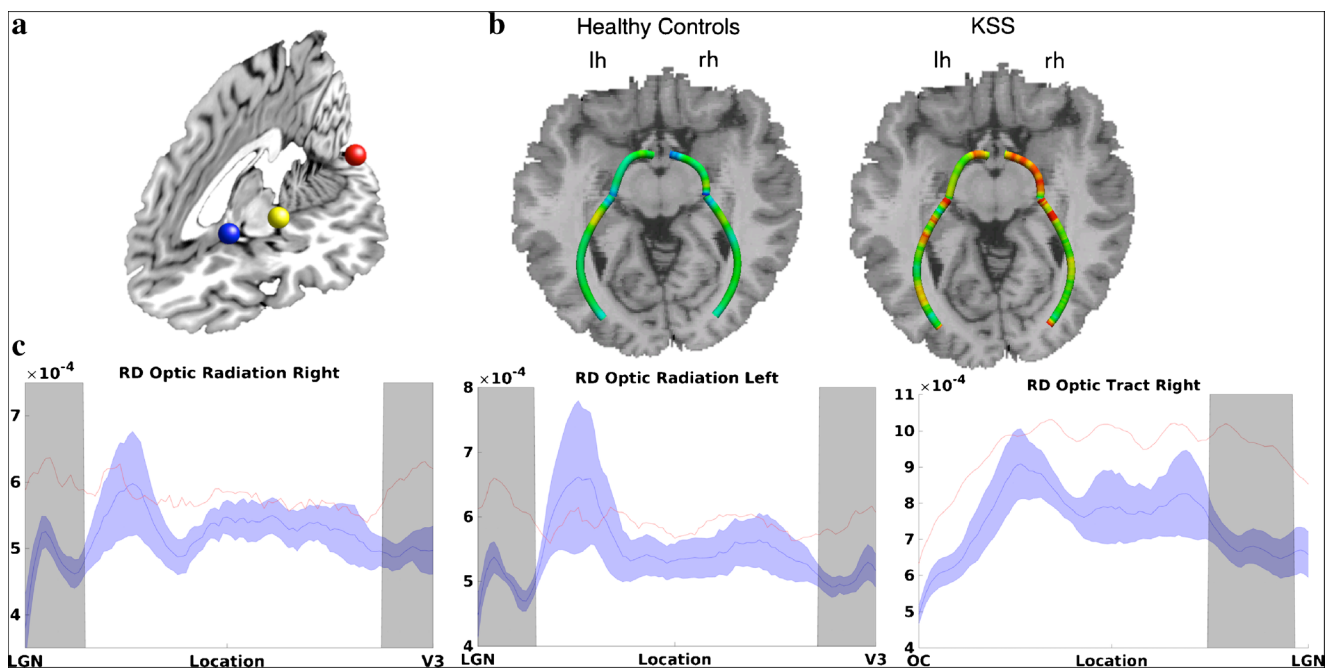 a
b
Healthy Controls
KSS
lh rh
lh rh
c
×10⁻⁴
RD Optic Radiation Right
7
6
5
4
LGN Location V3
×10⁻⁴
RD Optic Radiation Left
8
7
6
5
4
LGN Location V3
×10⁻⁴
RD Optic Tract Right
11
10
9
8
7
6
5
4
OC Location LGN